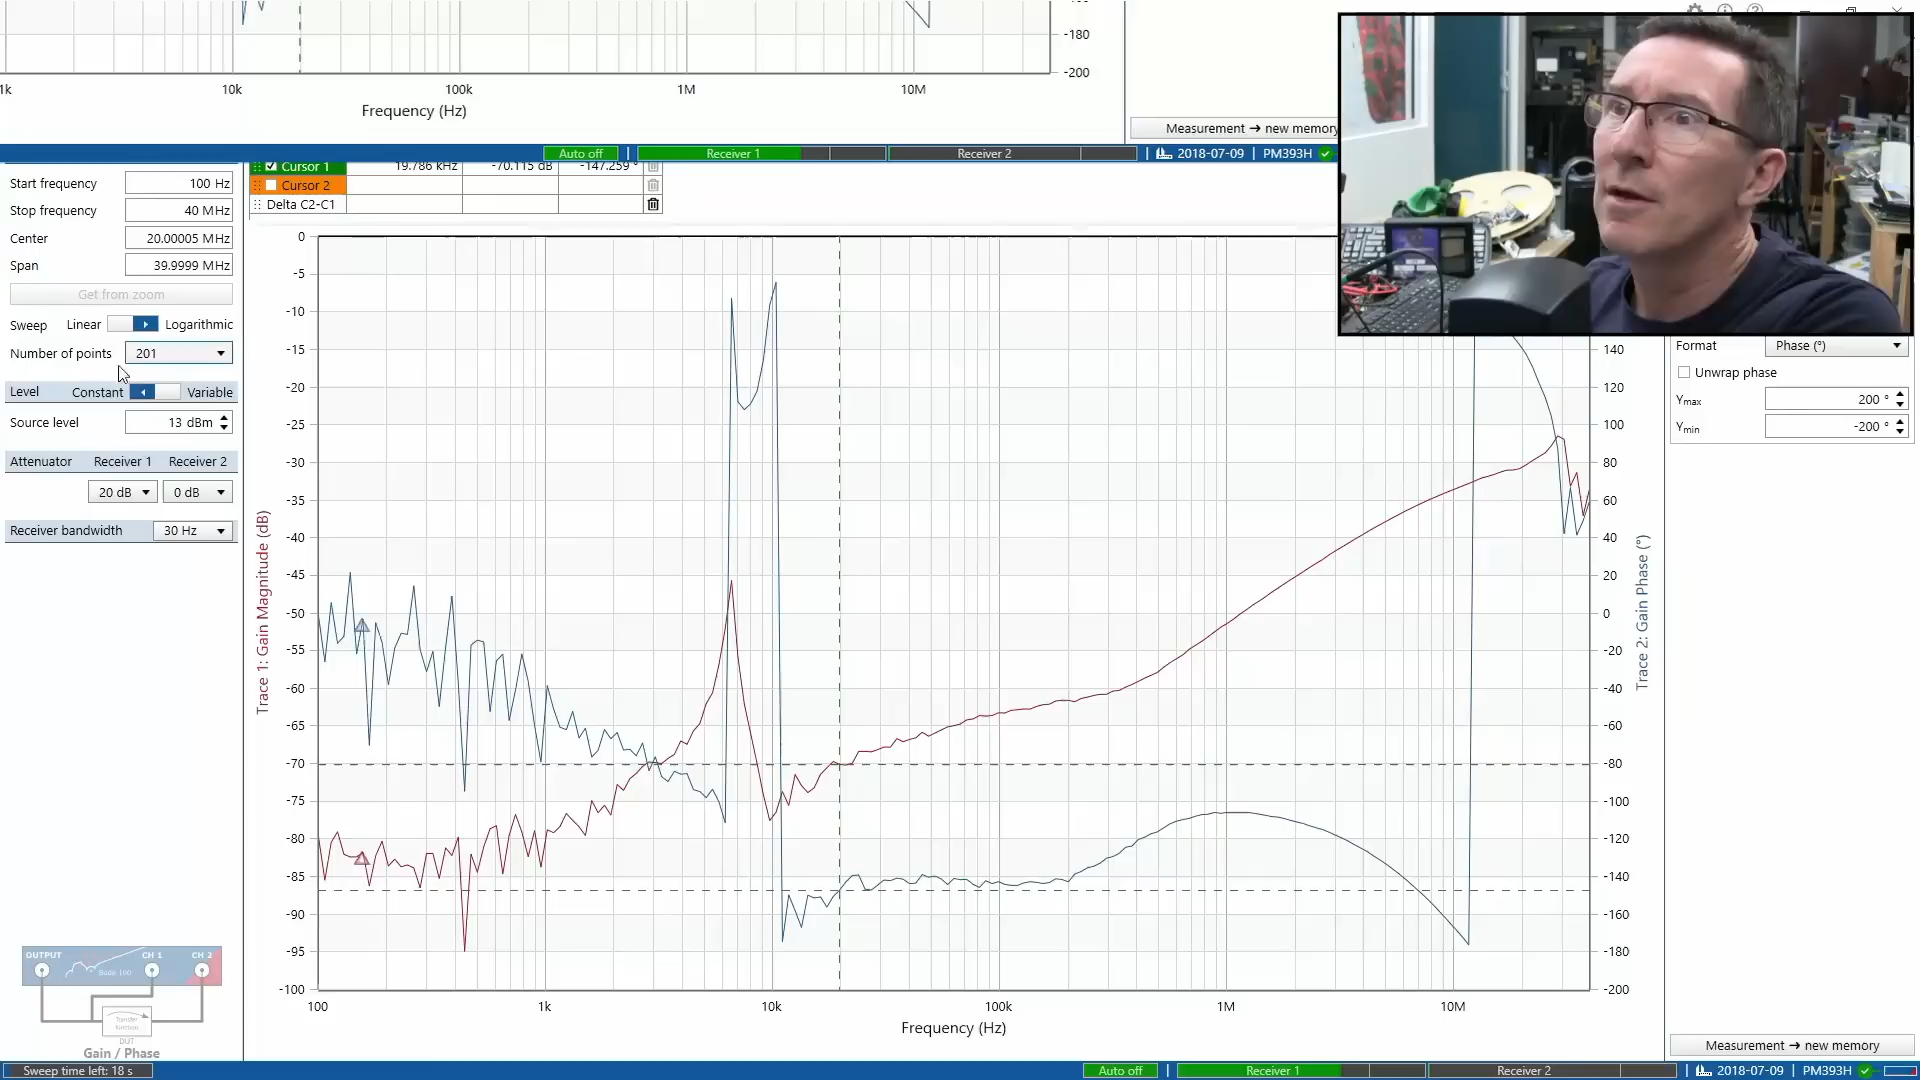 -180
-200
1k 10k 100k 1M 10M
Frequency (Hz)
Measurement → new memory
Auto off | Receiver 1 Receiver 2 | 2018-07-09 | PM393H
Cursor 1 19.786 kHz -70.115 dB -147.259 °
Cursor 2
Delta C2-C1
Start frequency 100 Hz
Stop frequency 40 MHz
Center 20.00005 MHz
Span 39.9999 MHz
Get from zoom
Sweep Linear Logarithmic
Number of points 201
Level Constant Variable
Source level 13 dBm
Attenuator Receiver 1 Receiver 2
20 dB 0 dB
Receiver bandwidth 30 Hz
OUTPUT CH 1 CH 2
Bode 100
Transfer
function
DUT
Gain / Phase
Trace 1: Gain Magnitude (dB)
0
-5
-10
-15
-20
-25
-30
-35
-40
-45
-50
-55
-60
-65
-70
-75
-80
-85
-90
-95
-100
100 1k 10k 100k 1M 10M
Frequency (Hz)
140
120
100
80
60
40
20
0
-20
-40
-60
-80
-100
-120
-140
-160
-180
-200
Trace 2: Gain Phase (°)
Format Phase (°)
Unwrap phase
Ymax 200 °
Ymin -200 °
Measurement → new memory
Sweep time left: 18 s
Auto off | Receiver 1 Receiver 2 | 2018-07-09 | PM393H